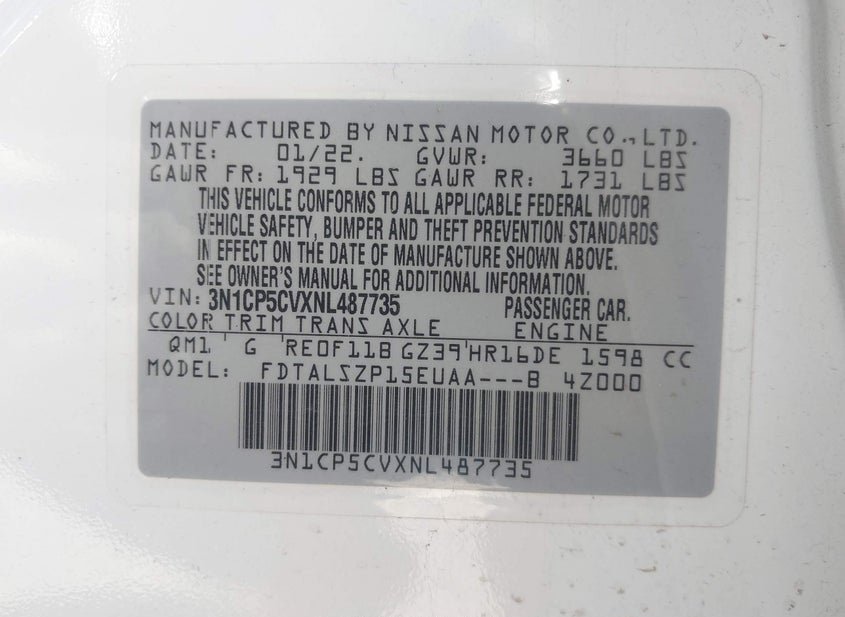 MANUFACTURED BY NISSAN MOTOR CO., LTD.
DATE: 01/22. GVWR: 3660 LBS
GAWR FR: 1929 LBS GAWR RR: 1731 LBS
THIS VEHICLE CONFORMS TO ALL APPLICABLE FEDERAL MOTOR
VEHICLE SAFETY, BUMPER AND THEFT PREVENTION STANDARDS
IN EFFECT ON THE DATE OF MANUFACTURE SHOWN ABOVE.
SEE OWNER'S MANUAL FOR ADDITIONAL INFORMATION.
VIN: 3N1CP5CVXNL487735 PASSENGER CAR.
COLOR TRIM TRANS AXLE ENGINE
QM1 G RE0F11B GZ39 HR16DE 1598 CC
MODEL: FDTALSZP15EUAA---B 4Z000
3N1CP5CVXNL487735